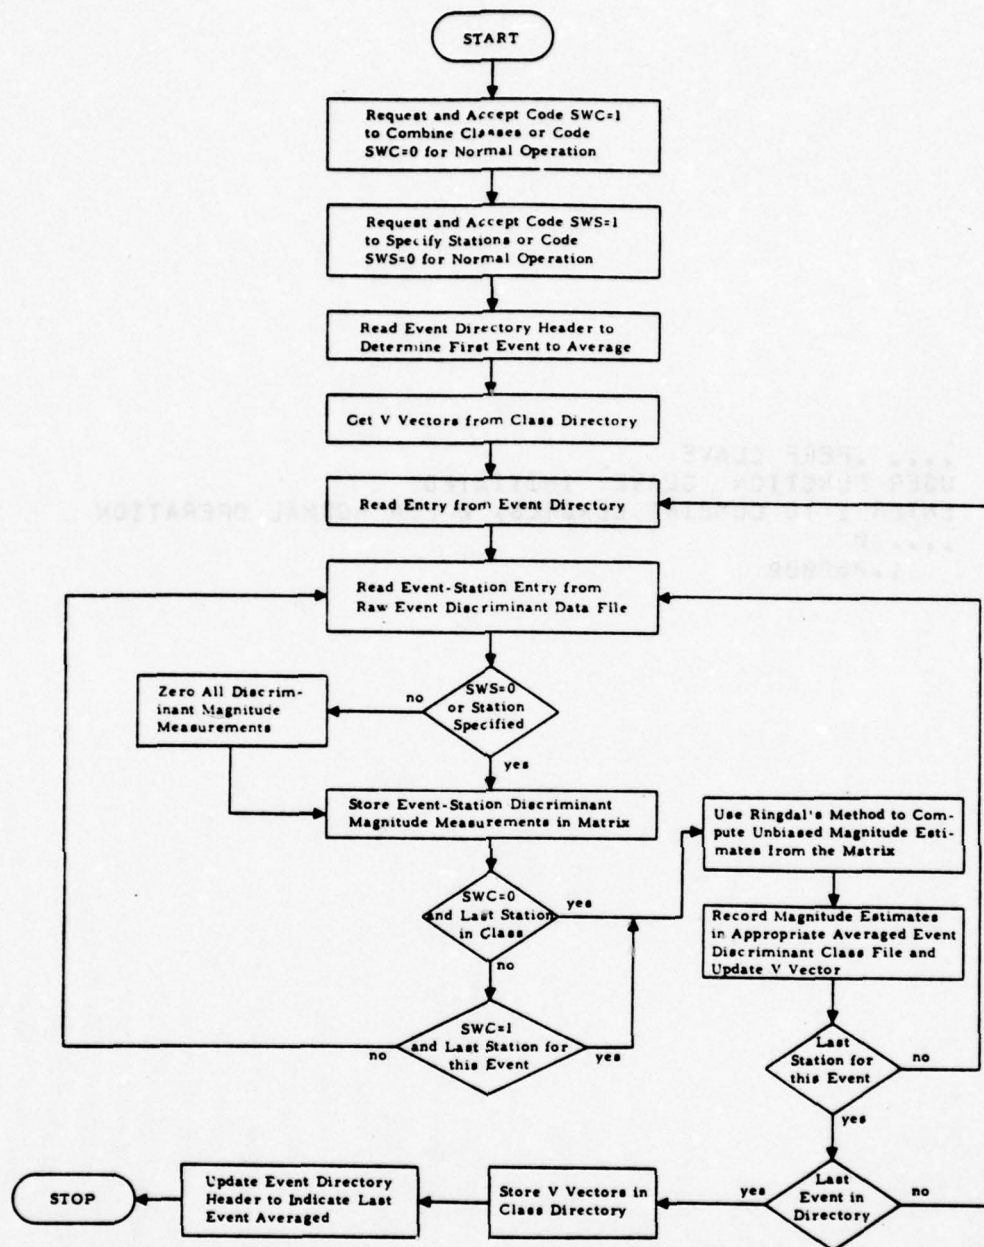 START
Request and Accept Code SWC=1
to Combine Classes or Code
SWC=0 for Normal Operation
Request and Accept Code SWS=1
to Specify Stations or Code
SWS=0 for Normal Operation
Read Event Directory Header to
Determine First Event to Average
Get V Vectors from Class Directory
Read Entry from Event Directory
Read Event-Station Entry from
Raw Event Discriminant Data File
SWS=0
or Station
Specified
no
yes
Zero All Discrim-
inant Magnitude
Measurements
Store Event-Station Discriminant
Magnitude Measurements in Matrix
SWC=0
and Last Station
in Class
yes
no
SWC=1
and Last Station for
this Event
no
yes
Use Ringdal's Method to Com-
pute Unbiased Magnitude Esti-
mates From the Matrix
Record Magnitude Estimates
in Appropriate Averaged Event
Discriminant Class File and
Update V Vector
Last
Station for
this Event
no
yes
Last
Event in
Directory
yes
no
Store V Vectors in
Class Directory
Update Event Directory
Header to Indicate Last
Event Averaged
STOP